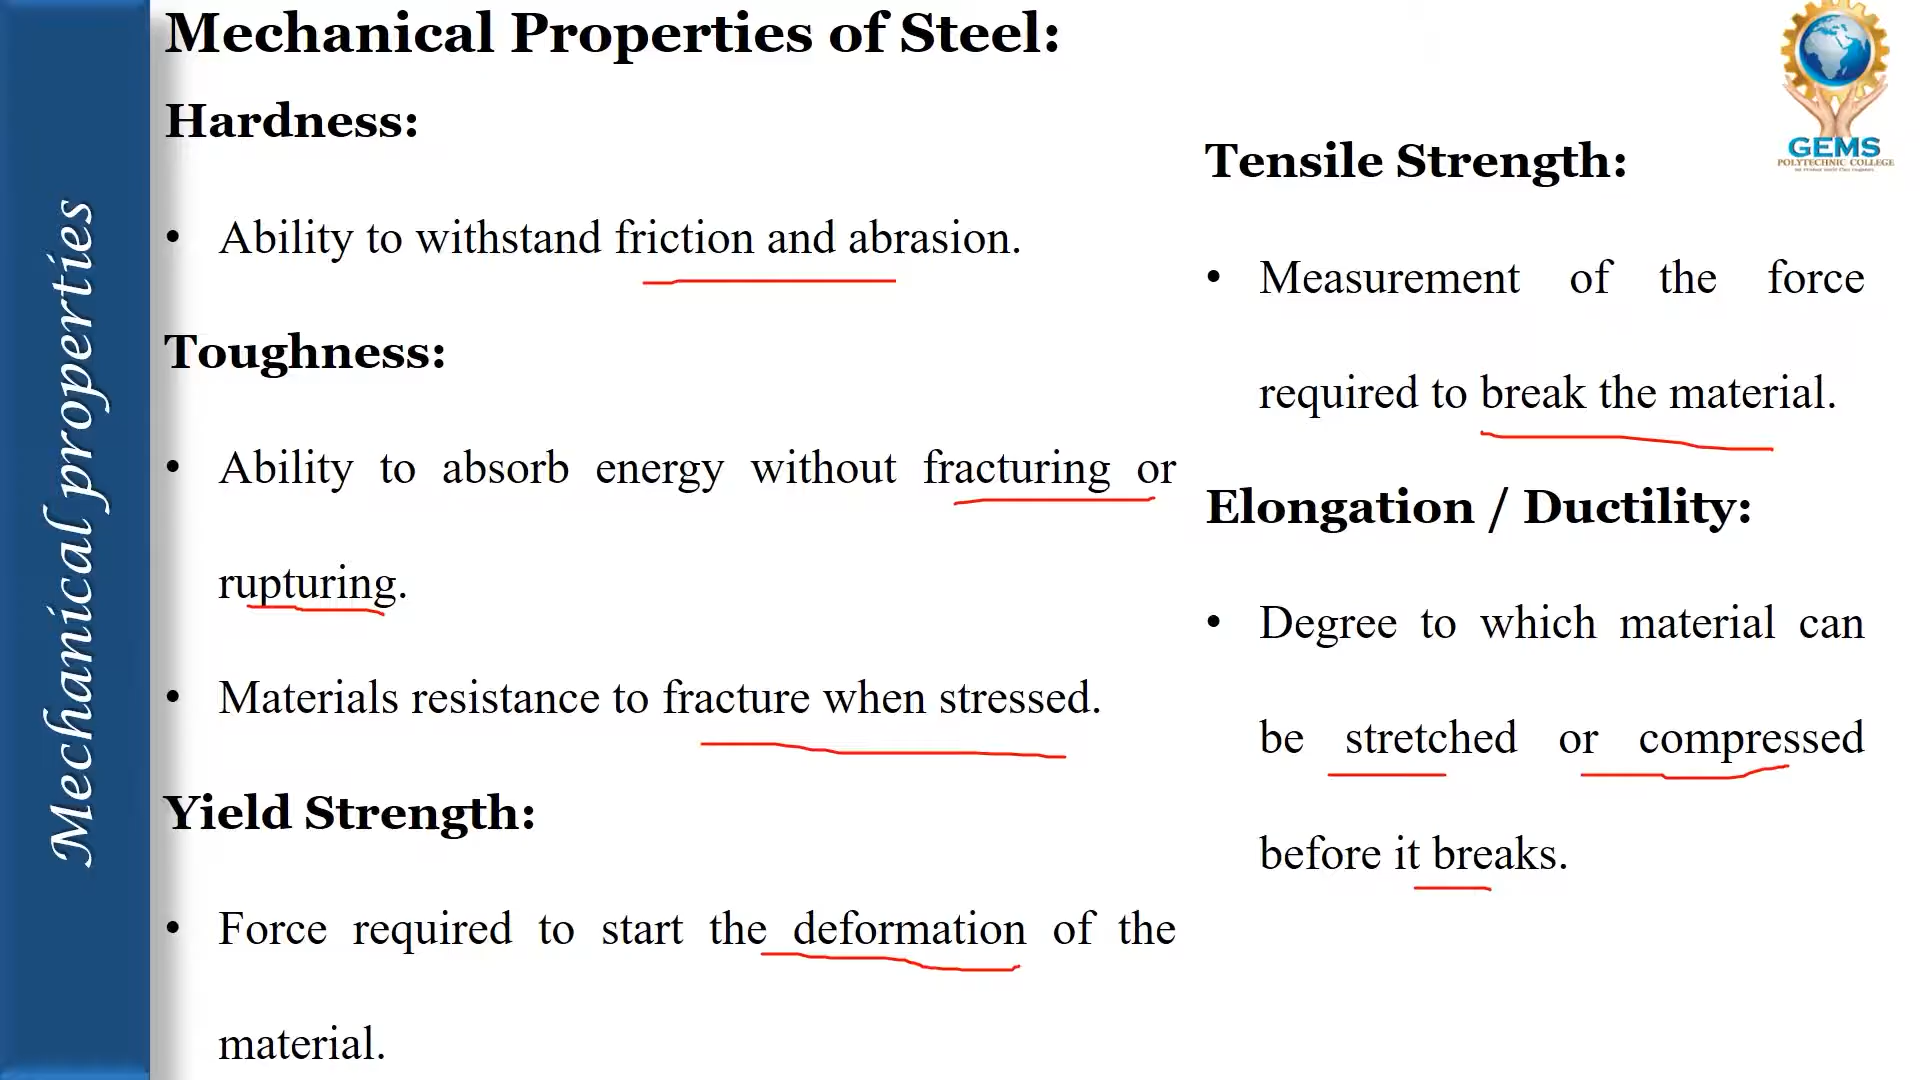 Mechanical properties
Mechanical Properties of Steel:
Hardness:
• Ability to withstand friction and abrasion.
Toughness:
• Ability to absorb energy without fracturing or
rupturing.
• Materials resistance to fracture when stressed.
Yield Strength:
• Force required to start the deformation of the
material.
GEMS
POLYTECHNIC COLLEGE
Tensile Strength:
• Measurement of the force
required to break the material.
Elongation / Ductility:
• Degree to which material can
be stretched or compressed
before it breaks.